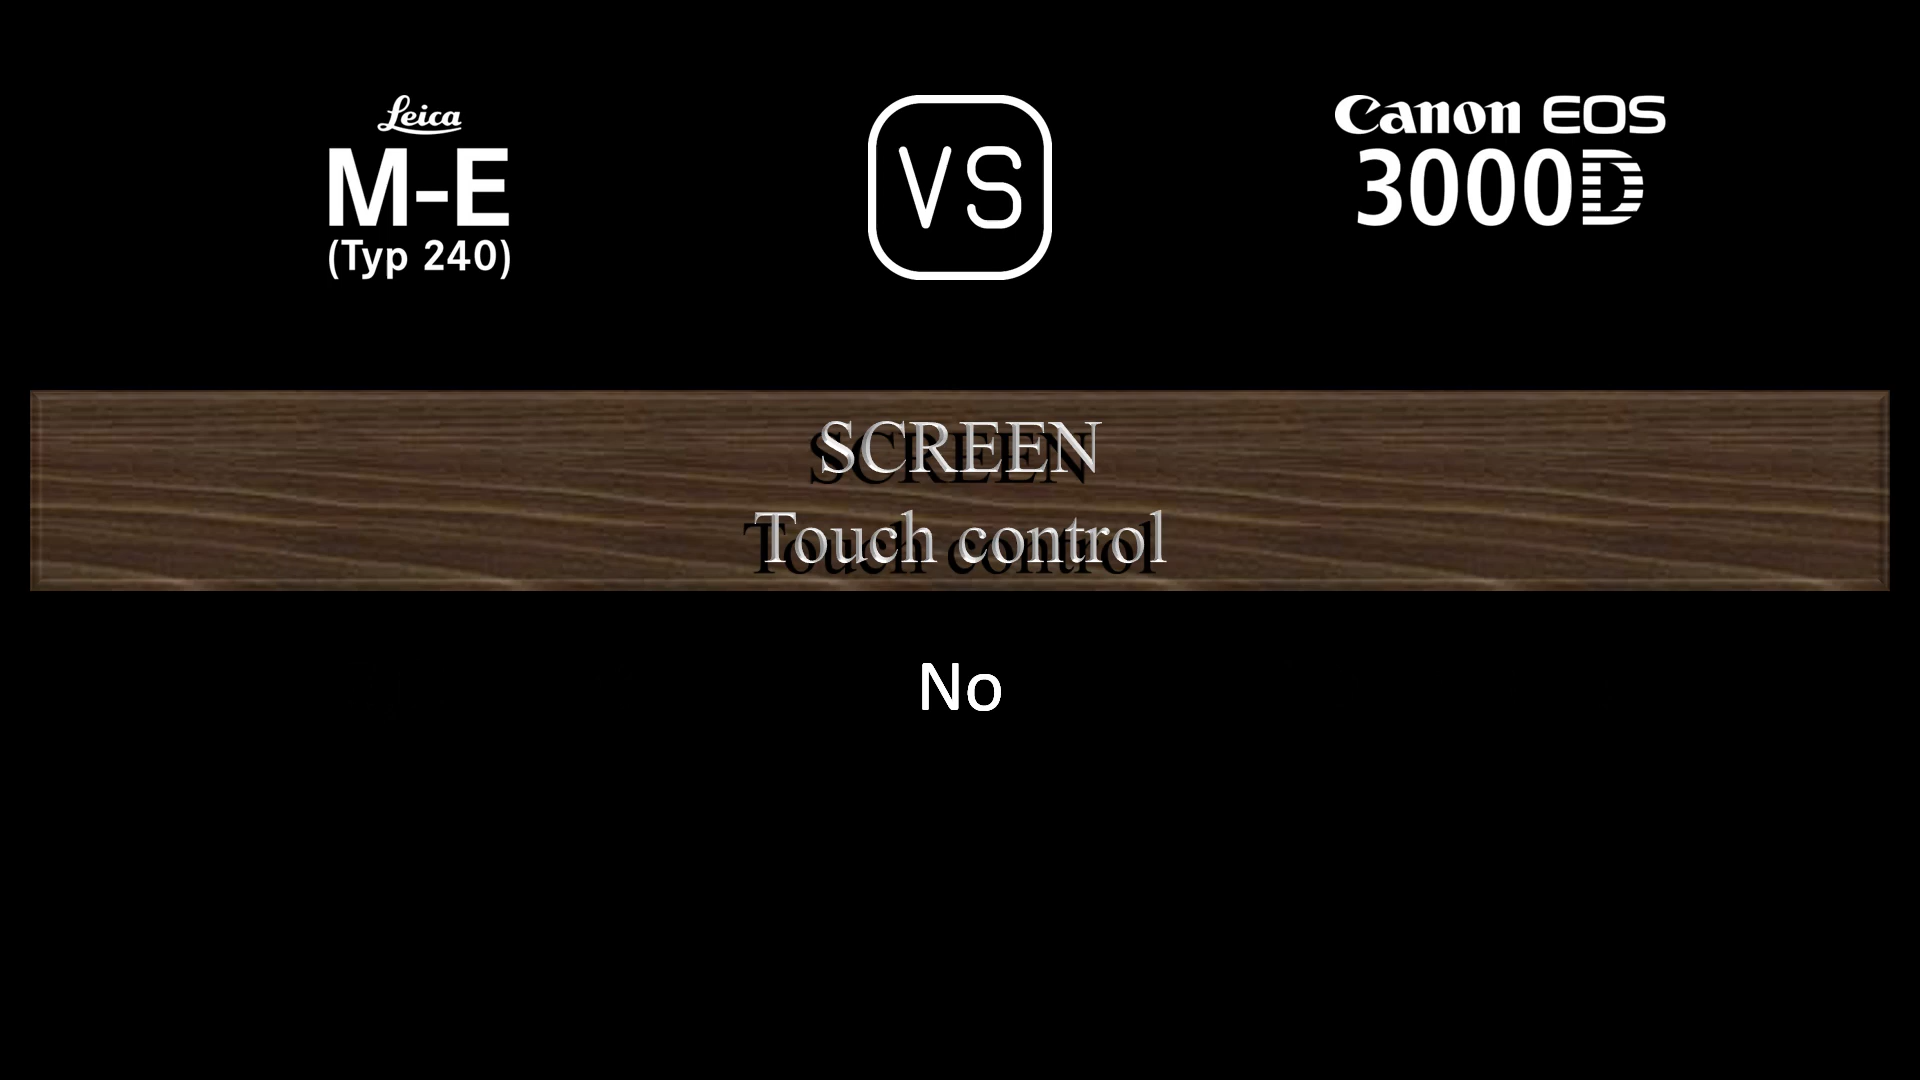 Leica
M-E
(Typ 240)
VS
Canon EOS
3000D
SCREEN
Touch control
No